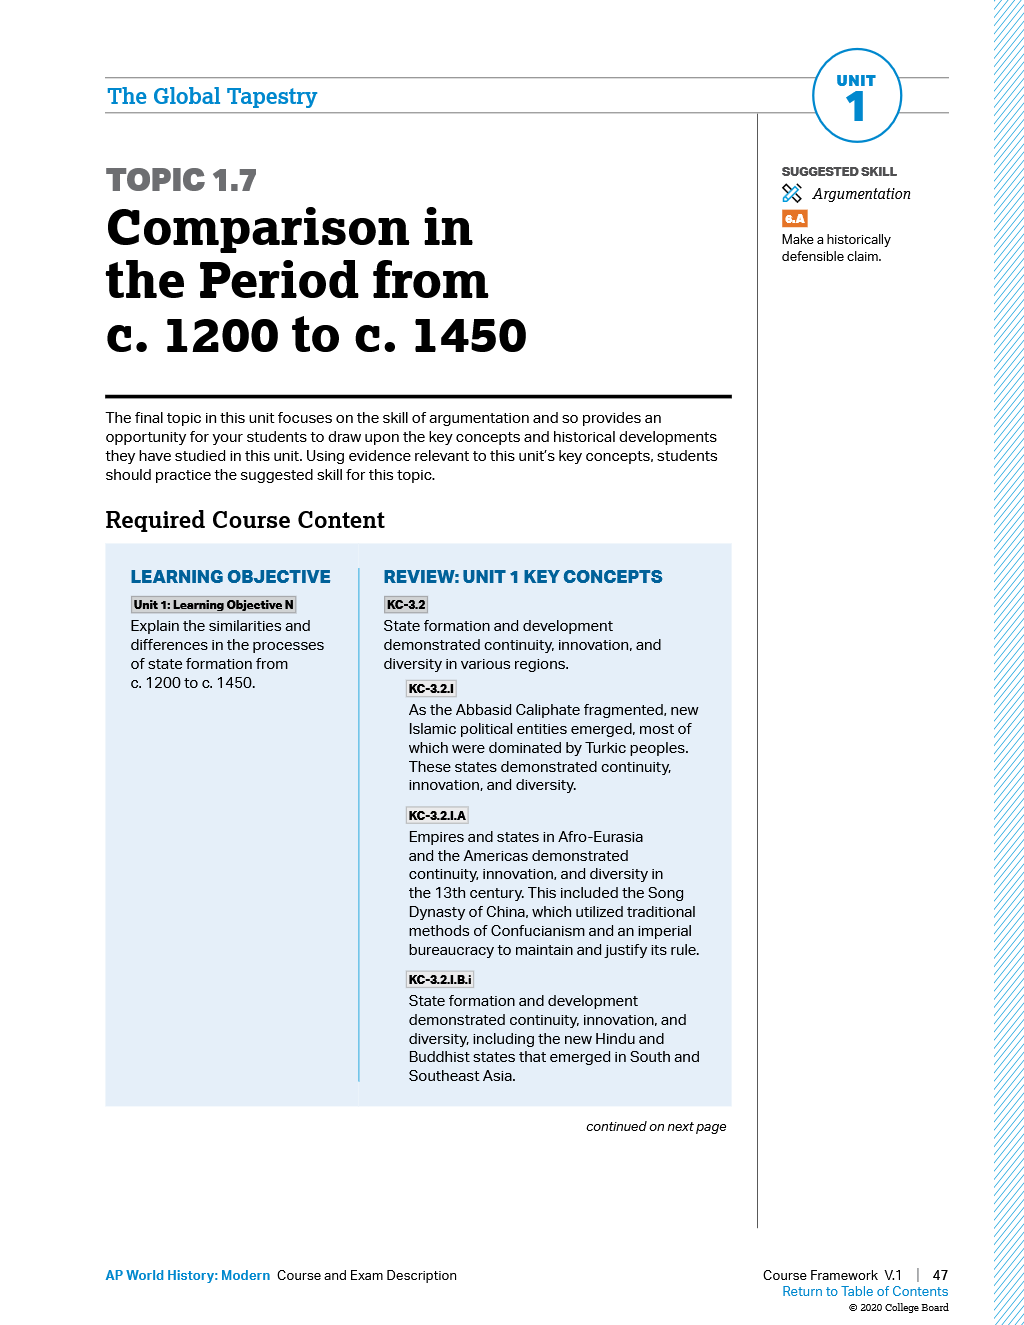 The Global Tapestry
UNIT
1
TOPIC 1.7
Comparison in
the Period from
c. 1200 to c. 1450
SUGGESTED SKILL
Argumentation
6.A
Make a historically
defensible claim.
The final topic in this unit focuses on the skill of argumentation and so provides an
opportunity for your students to draw upon the key concepts and historical developments
they have studied in this unit. Using evidence relevant to this unit's key concepts, students
should practice the suggested skill for this topic.
Required Course Content
LEARNING OBJECTIVE
Unit 1: Learning Objective N
Explain the similarities and
differences in the processes
of state formation from
c. 1200 to c. 1450.
REVIEW: UNIT 1 KEY CONCEPTS
KC-3.2
State formation and development
demonstrated continuity, innovation, and
diversity in various regions.
KC-3.2.I
As the Abbasid Caliphate fragmented, new
Islamic political entities emerged, most of
which were dominated by Turkic peoples.
These states demonstrated continuity,
innovation, and diversity.
KC-3.2.I.A
Empires and states in Afro-Eurasia
and the Americas demonstrated
continuity, innovation, and diversity in
the 13th century. This included the Song
Dynasty of China, which utilized traditional
methods of Confucianism and an imperial
bureaucracy to maintain and justify its rule.
KC-3.2.I.B.i
State formation and development
demonstrated continuity, innovation, and
diversity, including the new Hindu and
Buddhist states that emerged in South and
Southeast Asia.
continued on next page
AP World History: Modern Course and Exam Description
Course Framework V.1 | 47
Return to Table of Contents
© 2020 College Board